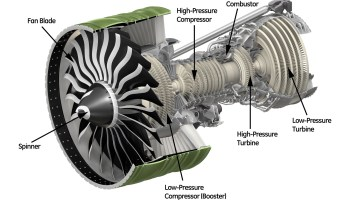 Fan Blade
High-Pressure
Compressor
Combustor
Spinner
Low-Pressure
Compressor (Booster)
High-Pressure
Turbine
Low-Pressure
Turbine